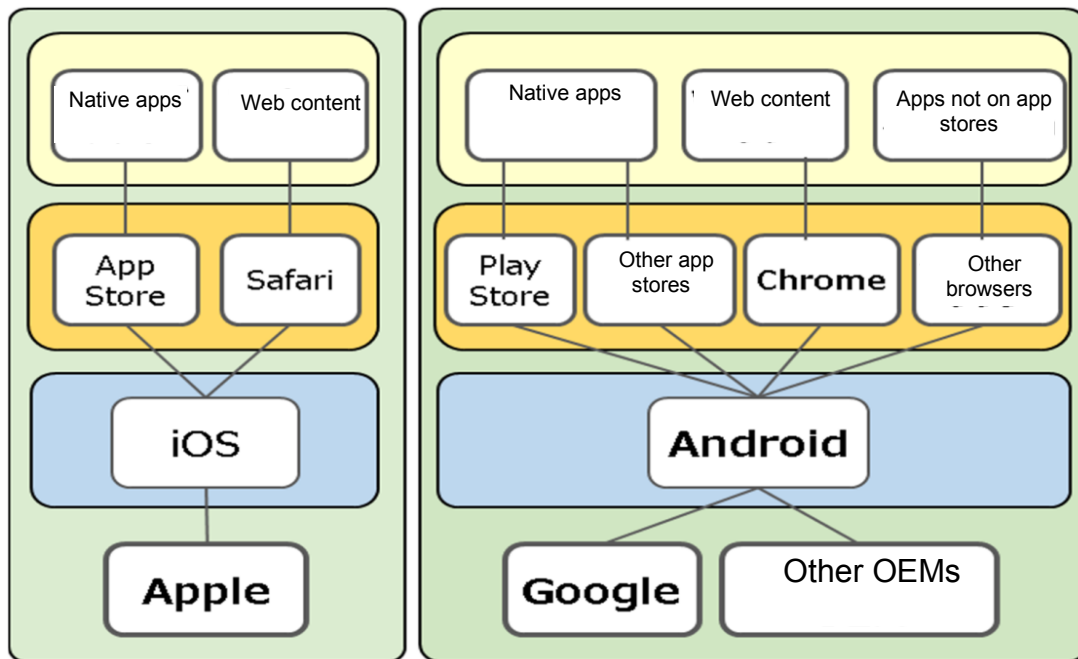 Native apps
Web content
App
Store
Safari
iOS
Apple
Native apps
Web content
Apps not on app
stores
Play
Store
Other app
stores
Chrome
Other
browsers
Android
Google
Other OEMs